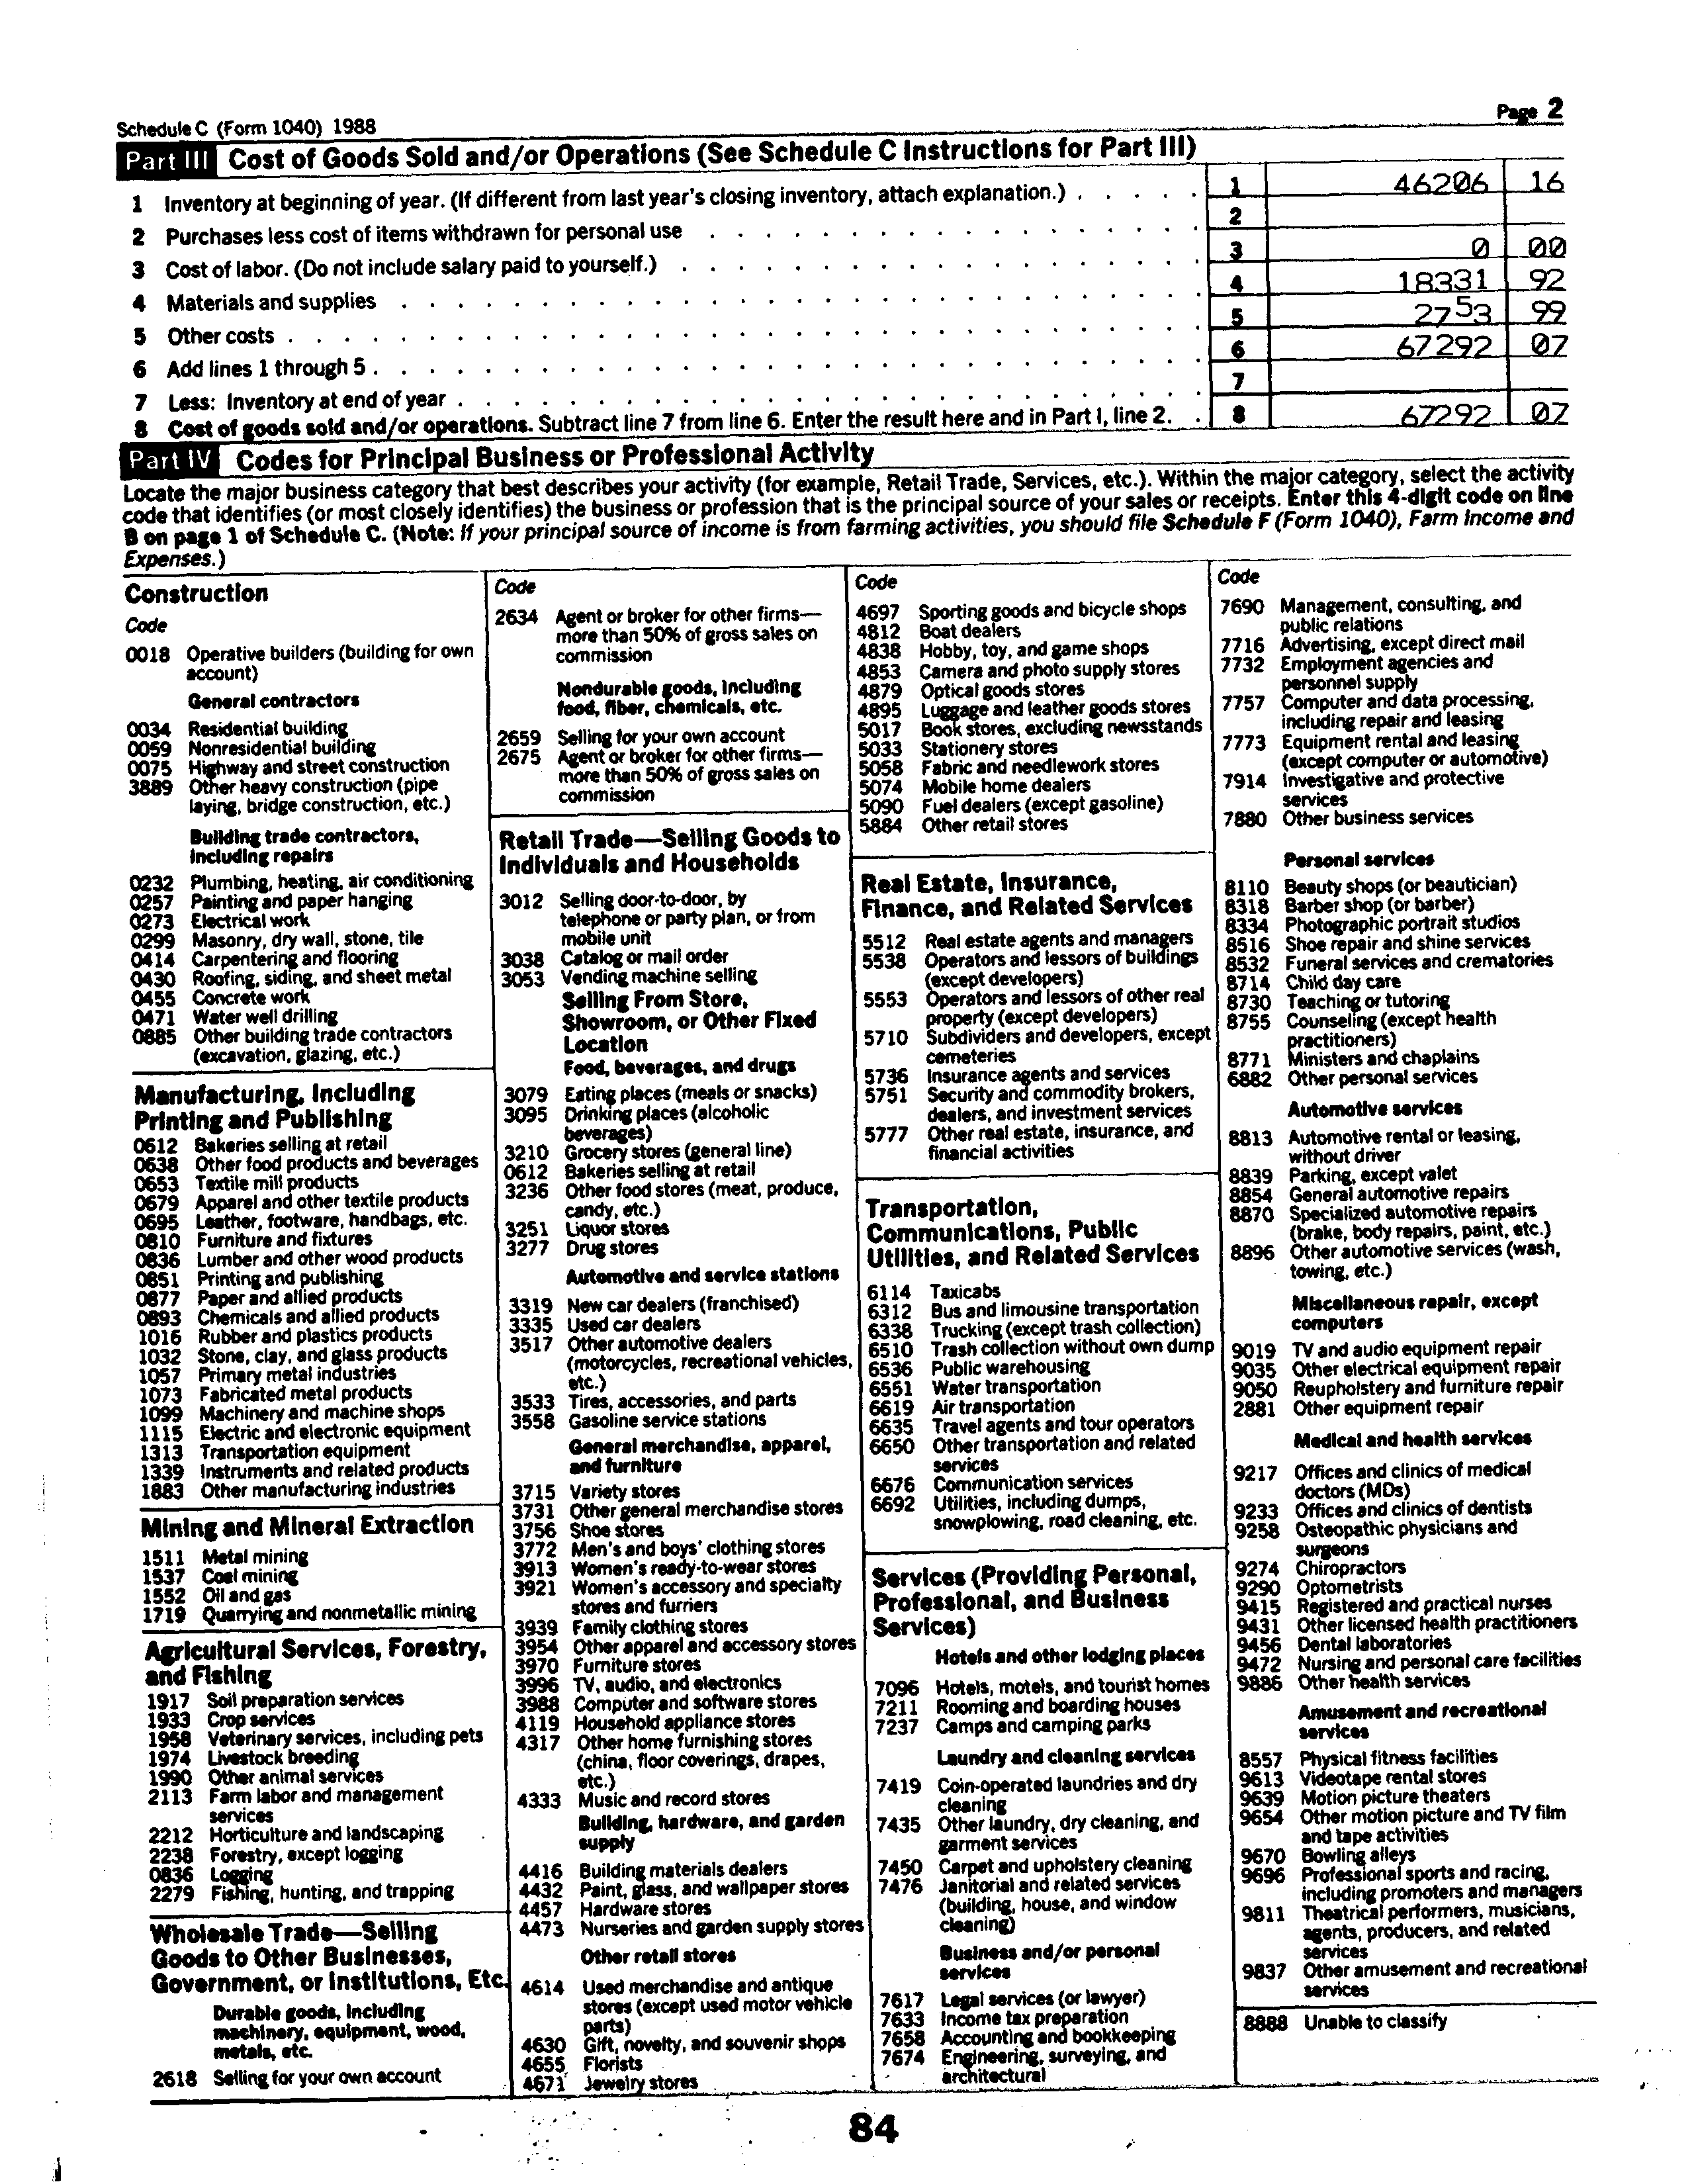 Schedule C (Form 1040) 1988
Page 2
Part III Cost of Goods Sold and/or Operations (See Schedule C Instructions for Part III)
1 Inventory at beginning of year. (If different from last year's closing inventory, attach explanation.) . . . . . 1 46206 16
2 Purchases less cost of items withdrawn for personal use 2
3 Cost of labor. (Do not include salary paid to yourself.) 3 0 00
4 Materials and supplies 4 18331 92
5 Other costs 5 2753 99
6 Add lines 1 through 5 6 67292 07
7 Less: Inventory at end of year 7
8 Cost of goods sold and/or operations. Subtract line 7 from line 6. Enter the result here and in Part I, line 2. . 8 67292 07
Part IV Codes for Principal Business or Professional Activity
Locate the major business category that best describes your activity (for example, Retail Trade, Services, etc.). Within the major category, select the activity
code that identifies (or most closely identifies) the business or profession that is the principal source of your sales or receipts. Enter this 4-digit code on line
B on page 1 of Schedule C. (Note: If your principal source of income is from farming activities, you should file Schedule F (Form 1040), Farm Income and
Expenses.)
Construction
Code
0018 Operative builders (building for own
account)
General contractors
0034 Residential building
0059 Nonresidential building
0075 Highway and street construction
3889 Other heavy construction (pipe
laying, bridge construction, etc.)
Building trade contractors,
including repairs
0232 Plumbing, heating, air conditioning
0257 Painting and paper hanging
0273 Electrical work
0299 Masonry, dry wall, stone, tile
0414 Carpentering and flooring
0430 Roofing, siding, and sheet metal
0455 Concrete work
0471 Water well drilling
0885 Other building trade contractors
(excavation, glazing, etc.)
Manufacturing, Including
Printing and Publishing
0612 Bakeries selling at retail
0638 Other food products and beverages
0653 Textile mill products
0679 Apparel and other textile products
0695 Leather, footware, handbags, etc.
0810 Furniture and fixtures
0836 Lumber and other wood products
0851 Printing and publishing
0877 Paper and allied products
0893 Chemicals and allied products
1016 Rubber and plastics products
1032 Stone, clay, and glass products
1057 Primary metal industries
1073 Fabricated metal products
1099 Machinery and machine shops
1115 Electric and electronic equipment
1313 Transportation equipment
1339 Instruments and related products
1883 Other manufacturing industries
Mining and Mineral Extraction
1511 Metal mining
1537 Coal mining
1552 Oil and gas
1719 Quarrying and nonmetallic mining
Agricultural Services, Forestry,
and Fishing
1917 Soil preparation services
1933 Crop services
1958 Veterinary services, including pets
1974 Livestock breeding
1990 Other animal services
2113 Farm labor and management
services
2212 Horticulture and landscaping
2238 Forestry, except logging
0836 Logging
2279 Fishing, hunting, and trapping
Wholesale Trade—Selling
Goods to Other Businesses,
Government, or Institutions, Etc.
Durable goods, including
machinery, equipment, wood,
metals, etc.
2618 Selling for your own account
Code
2634 Agent or broker for other firms—
more than 50% of gross sales on
commission
Nondurable goods, including
food, fiber, chemicals, etc.
2659 Selling for your own account
2675 Agent or broker for other firms—
more than 50% of gross sales on
commission
Retail Trade—Selling Goods to
Individuals and Households
3012 Selling door-to-door, by
telephone or party plan, or from
mobile unit
3038 Catalog or mail order
3053 Vending machine selling
Selling From Store,
Showroom, or Other Fixed
Location
Food, beverages, and drugs
3079 Eating places (meals or snacks)
3095 Drinking places (alcoholic
beverages)
3210 Grocery stores (general line)
0612 Bakeries selling at retail
3236 Other food stores (meat, produce,
candy, etc.)
3251 Liquor stores
3277 Drug stores
Automotive and service stations
3319 New car dealers (franchised)
3335 Used car dealers
3517 Other automotive dealers
(motorcycles, recreational vehicles,
etc.)
3533 Tires, accessories, and parts
3558 Gasoline service stations
General merchandise, apparel,
and furniture
3715 Variety stores
3731 Other general merchandise stores
3756 Shoe stores
3772 Men's and boys' clothing stores
3913 Women's ready-to-wear stores
3921 Women's accessory and specialty
stores and furriers
3939 Family clothing stores
3954 Other apparel and accessory stores
3970 Furniture stores
3996 TV, audio, and electronics
3988 Computer and software stores
4119 Household appliance stores
4317 Other home furnishing stores
(china, floor coverings, drapes,
etc.)
4333 Music and record stores
Building, hardware, and garden
supply
4416 Building materials dealers
4432 Paint, glass, and wallpaper stores
4457 Hardware stores
4473 Nurseries and garden supply stores
Other retail stores
4614 Used merchandise and antique
stores (except used motor vehicle
parts)
4630 Gift, novelty, and souvenir shops
4655 Florists
4671 Jewelry stores
Code
4697 Sporting goods and bicycle shops
4812 Boat dealers
4838 Hobby, toy, and game shops
4853 Camera and photo supply stores
4879 Optical goods stores
4895 Luggage and leather goods stores
5017 Book stores, excluding newsstands
5033 Stationery stores
5058 Fabric and needlework stores
5074 Mobile home dealers
5090 Fuel dealers (except gasoline)
5884 Other retail stores
Real Estate, Insurance,
Finance, and Related Services
5512 Real estate agents and managers
5538 Operators and lessors of buildings
(except developers)
5553 Operators and lessors of other real
property (except developers)
5710 Subdividers and developers, except
cemeteries
5736 Insurance agents and services
5751 Security and commodity brokers,
dealers, and investment services
5777 Other real estate, insurance, and
financial activities
Transportation,
Communications, Public
Utilities, and Related Services
6114 Taxicabs
6312 Bus and limousine transportation
6338 Trucking (except trash collection)
6510 Trash collection without own dump
6536 Public warehousing
6551 Water transportation
6619 Air transportation
6635 Travel agents and tour operators
6650 Other transportation and related
services
6676 Communication services
6692 Utilities, including dumps,
snowplowing, road cleaning, etc.
Services (Providing Personal,
Professional, and Business
Services)
Hotels and other lodging places
7096 Hotels, motels, and tourist homes
7211 Rooming and boarding houses
7237 Camps and camping parks
Laundry and cleaning services
7419 Coin-operated laundries and dry
cleaning
7435 Other laundry, dry cleaning, and
garment services
7450 Carpet and upholstery cleaning
7476 Janitorial and related services
(building, house, and window
cleaning)
Business and/or personal
services
7617 Legal services (or lawyer)
7633 Income tax preparation
7658 Accounting and bookkeeping
7674 Engineering, surveying, and
architectural
Code
7690 Management, consulting, and
public relations
7716 Advertising, except direct mail
7732 Employment agencies and
personnel supply
7757 Computer and data processing,
including repair and leasing
7773 Equipment rental and leasing
(except computer or automotive)
7914 Investigative and protective
services
7880 Other business services
Personal services
8110 Beauty shops (or beautician)
8318 Barber shop (or barber)
8334 Photographic portrait studios
8516 Shoe repair and shine services
8532 Funeral services and crematories
8714 Child day care
8730 Teaching or tutoring
8755 Counseling (except health
practitioners)
8771 Ministers and chaplains
6882 Other personal services
Automotive services
8813 Automotive rental or leasing,
without driver
8839 Parking, except valet
8854 General automotive repairs
8870 Specialized automotive repairs
(brake, body repairs, paint, etc.)
8896 Other automotive services (wash,
towing, etc.)
Miscellaneous repair, except
computers
9019 TV and audio equipment repair
9035 Other electrical equipment repair
9050 Reupholstery and furniture repair
2881 Other equipment repair
Medical and health services
9217 Offices and clinics of medical
doctors (MDs)
9233 Offices and clinics of dentists
9258 Osteopathic physicians and
surgeons
9274 Chiropractors
9290 Optometrists
9415 Registered and practical nurses
9431 Other licensed health practitioners
9456 Dental laboratories
9472 Nursing and personal care facilities
9886 Other health services
Amusement and recreational
services
8557 Physical fitness facilities
9613 Videotape rental stores
9639 Motion picture theaters
9654 Other motion picture and TV film
and tape activities
9670 Bowling alleys
9696 Professional sports and racing,
including promoters and managers
9811 Theatrical performers, musicians,
agents, producers, and related
services
9837 Other amusement and recreational
services
8888 Unable to classify
84